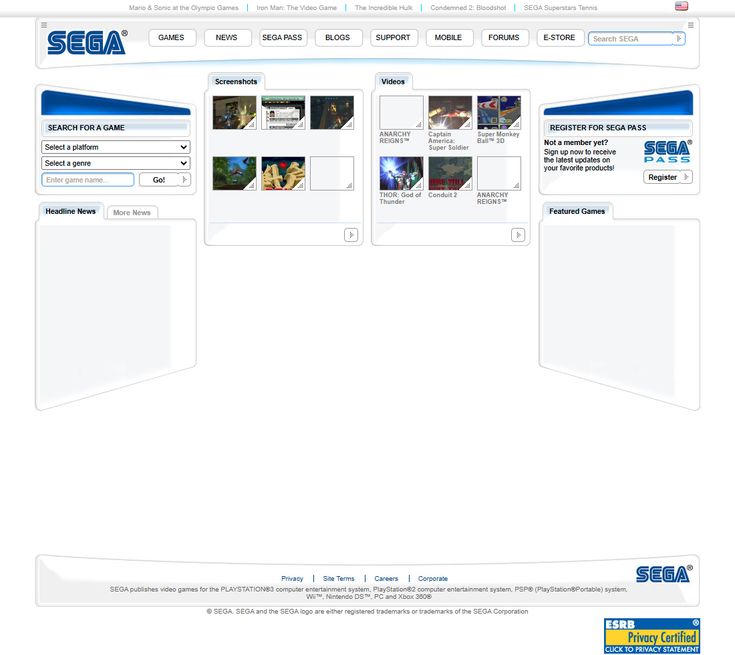 Mario & Sonic at the Olympic Games | Iron Man: The Video Game | The Incredible Hulk | Condemned 2: Bloodshot | SEGA Superstars Tennis
SEGA®
GAMES
NEWS
SEGA PASS
BLOGS
SUPPORT
MOBILE
FORUMS
E-STORE
Search SEGA
SEARCH FOR A GAME
Select a platform
Select a genre
Enter game name...
Go!
Headline News
More News
Screenshots
Videos
ANARCHY
REIGNS™
Captain
America:
Super Soldier
Super Monkey
Ball™ 3D
THOR: God of
Thunder
Conduit 2
ANARCHY
REIGNS™
REGISTER FOR SEGA PASS
Not a member yet?
Sign up now to receive
the latest updates on
your favorite products!
SEGA®
PASS
Register
Featured Games
Privacy | Site Terms | Careers | Corporate
SEGA publishes video games for the PLAYSTATION®3 computer entertainment system, PlayStation®2 computer entertainment system, PSP® (PlayStation®Portable) system,
Wii™, Nintendo DS™, PC and Xbox 360®
SEGA®
© SEGA. SEGA and the SEGA logo are either registered trademarks or trademarks of the SEGA Corporation
ESRB ®
Privacy Certified
CLICK TO PRIVACY STATEMENT